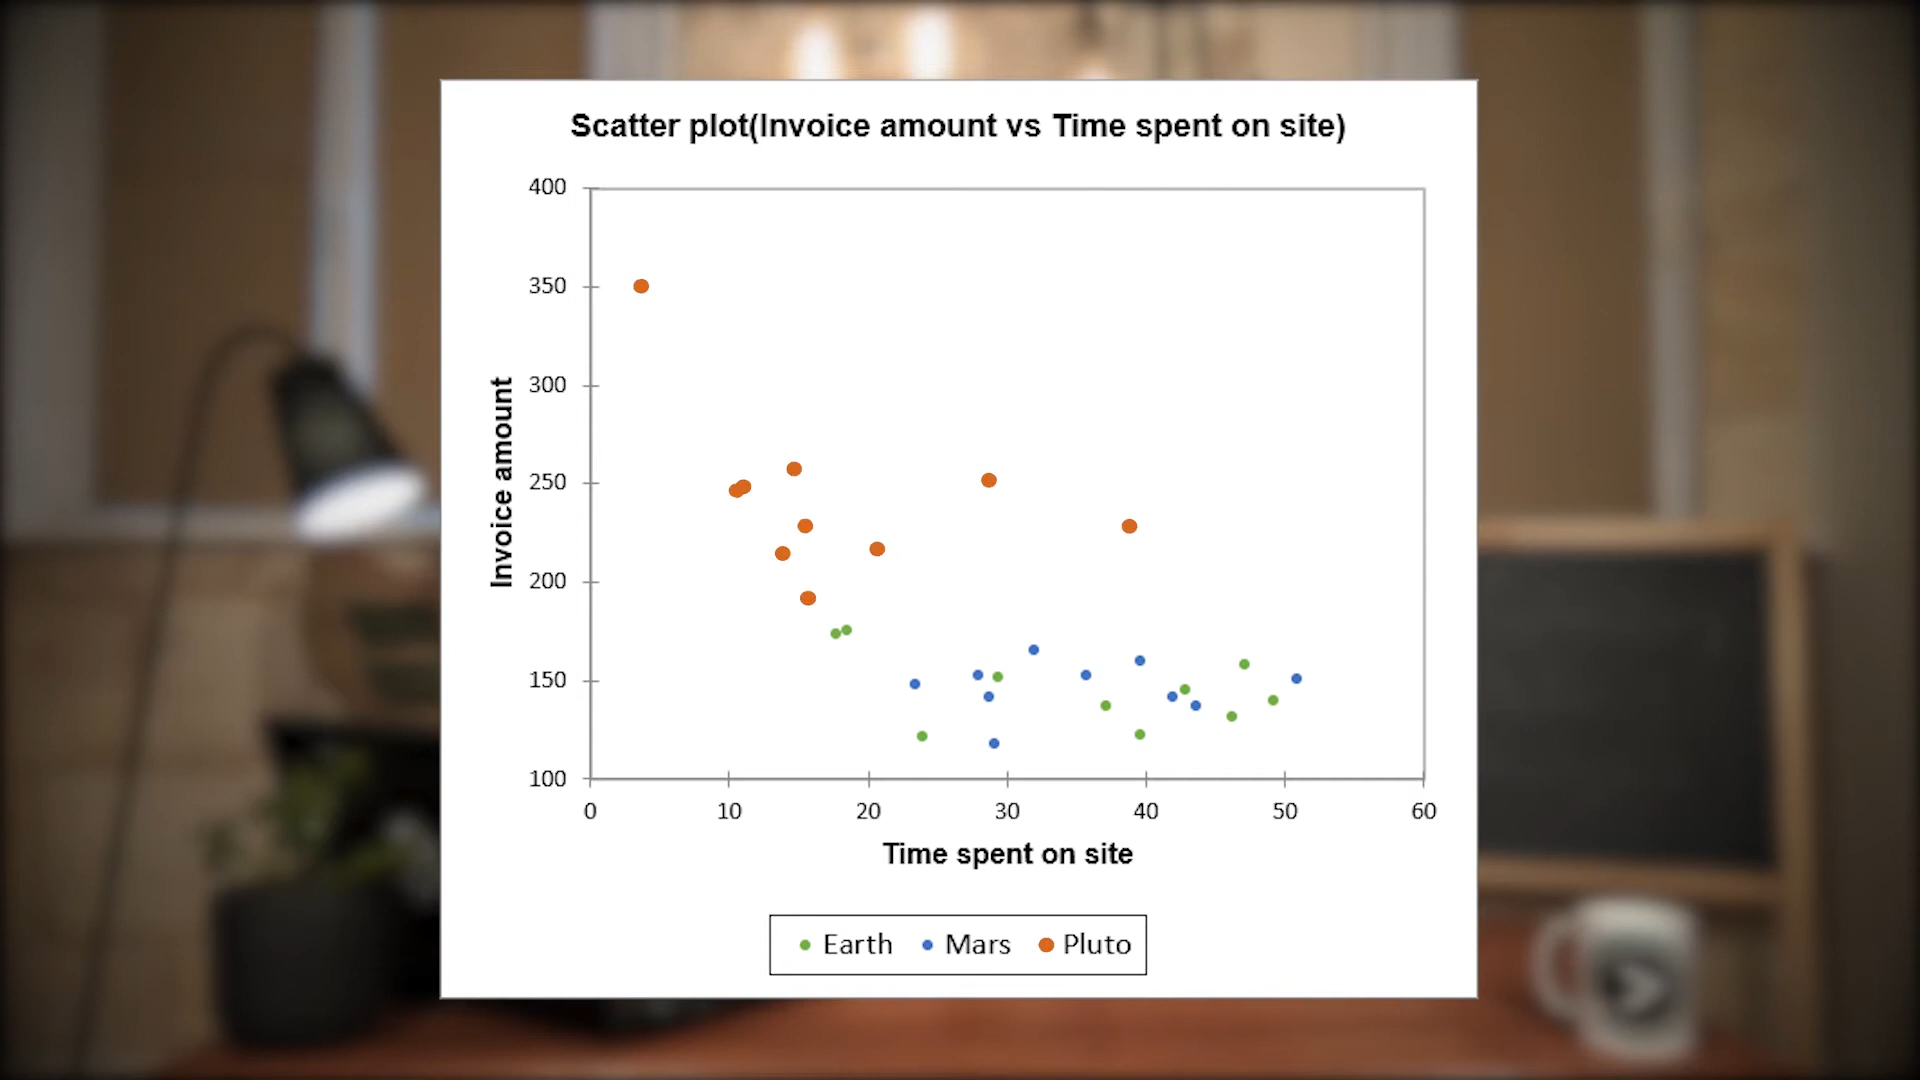 Scatter plot(Invoice amount vs Time spent on site)
400
350
300
250
200
150
100
Invoice amount
0 10 20 30 40 50 60
Time spent on site
Earth Mars Pluto